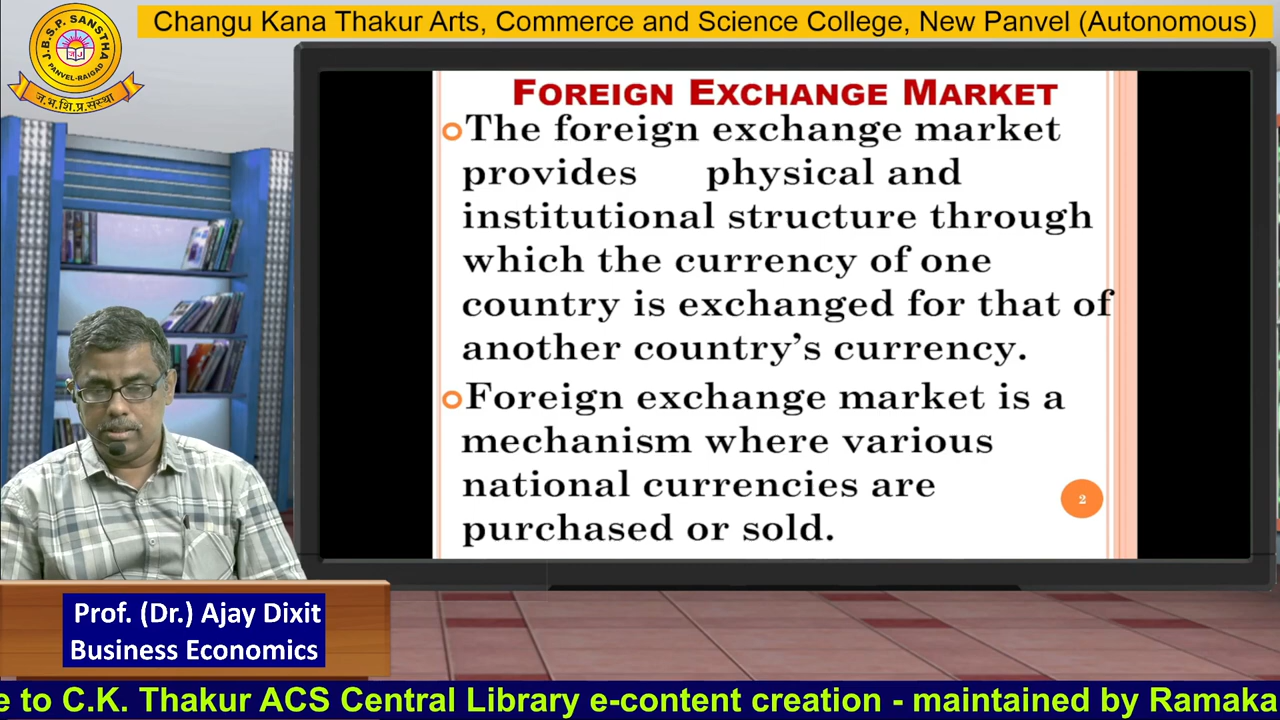 Changu Kana Thakur Arts, Commerce and Science College, New Panvel (Autonomous)
J.B.S.P. SANSTHA
PANVEL-RAIGAD
ज.भ.शि.प्र.संस्था
FOREIGN EXCHANGE MARKET
The foreign exchange market
provides physical and
institutional structure through
which the currency of one
country is exchanged for that of
another country’s currency.
Foreign exchange market is a
mechanism where various
national currencies are
purchased or sold.
2
Prof. (Dr.) Ajay Dixit
Business Economics
e to C.K. Thakur ACS Central Library e-content creation - maintained by Ramaka